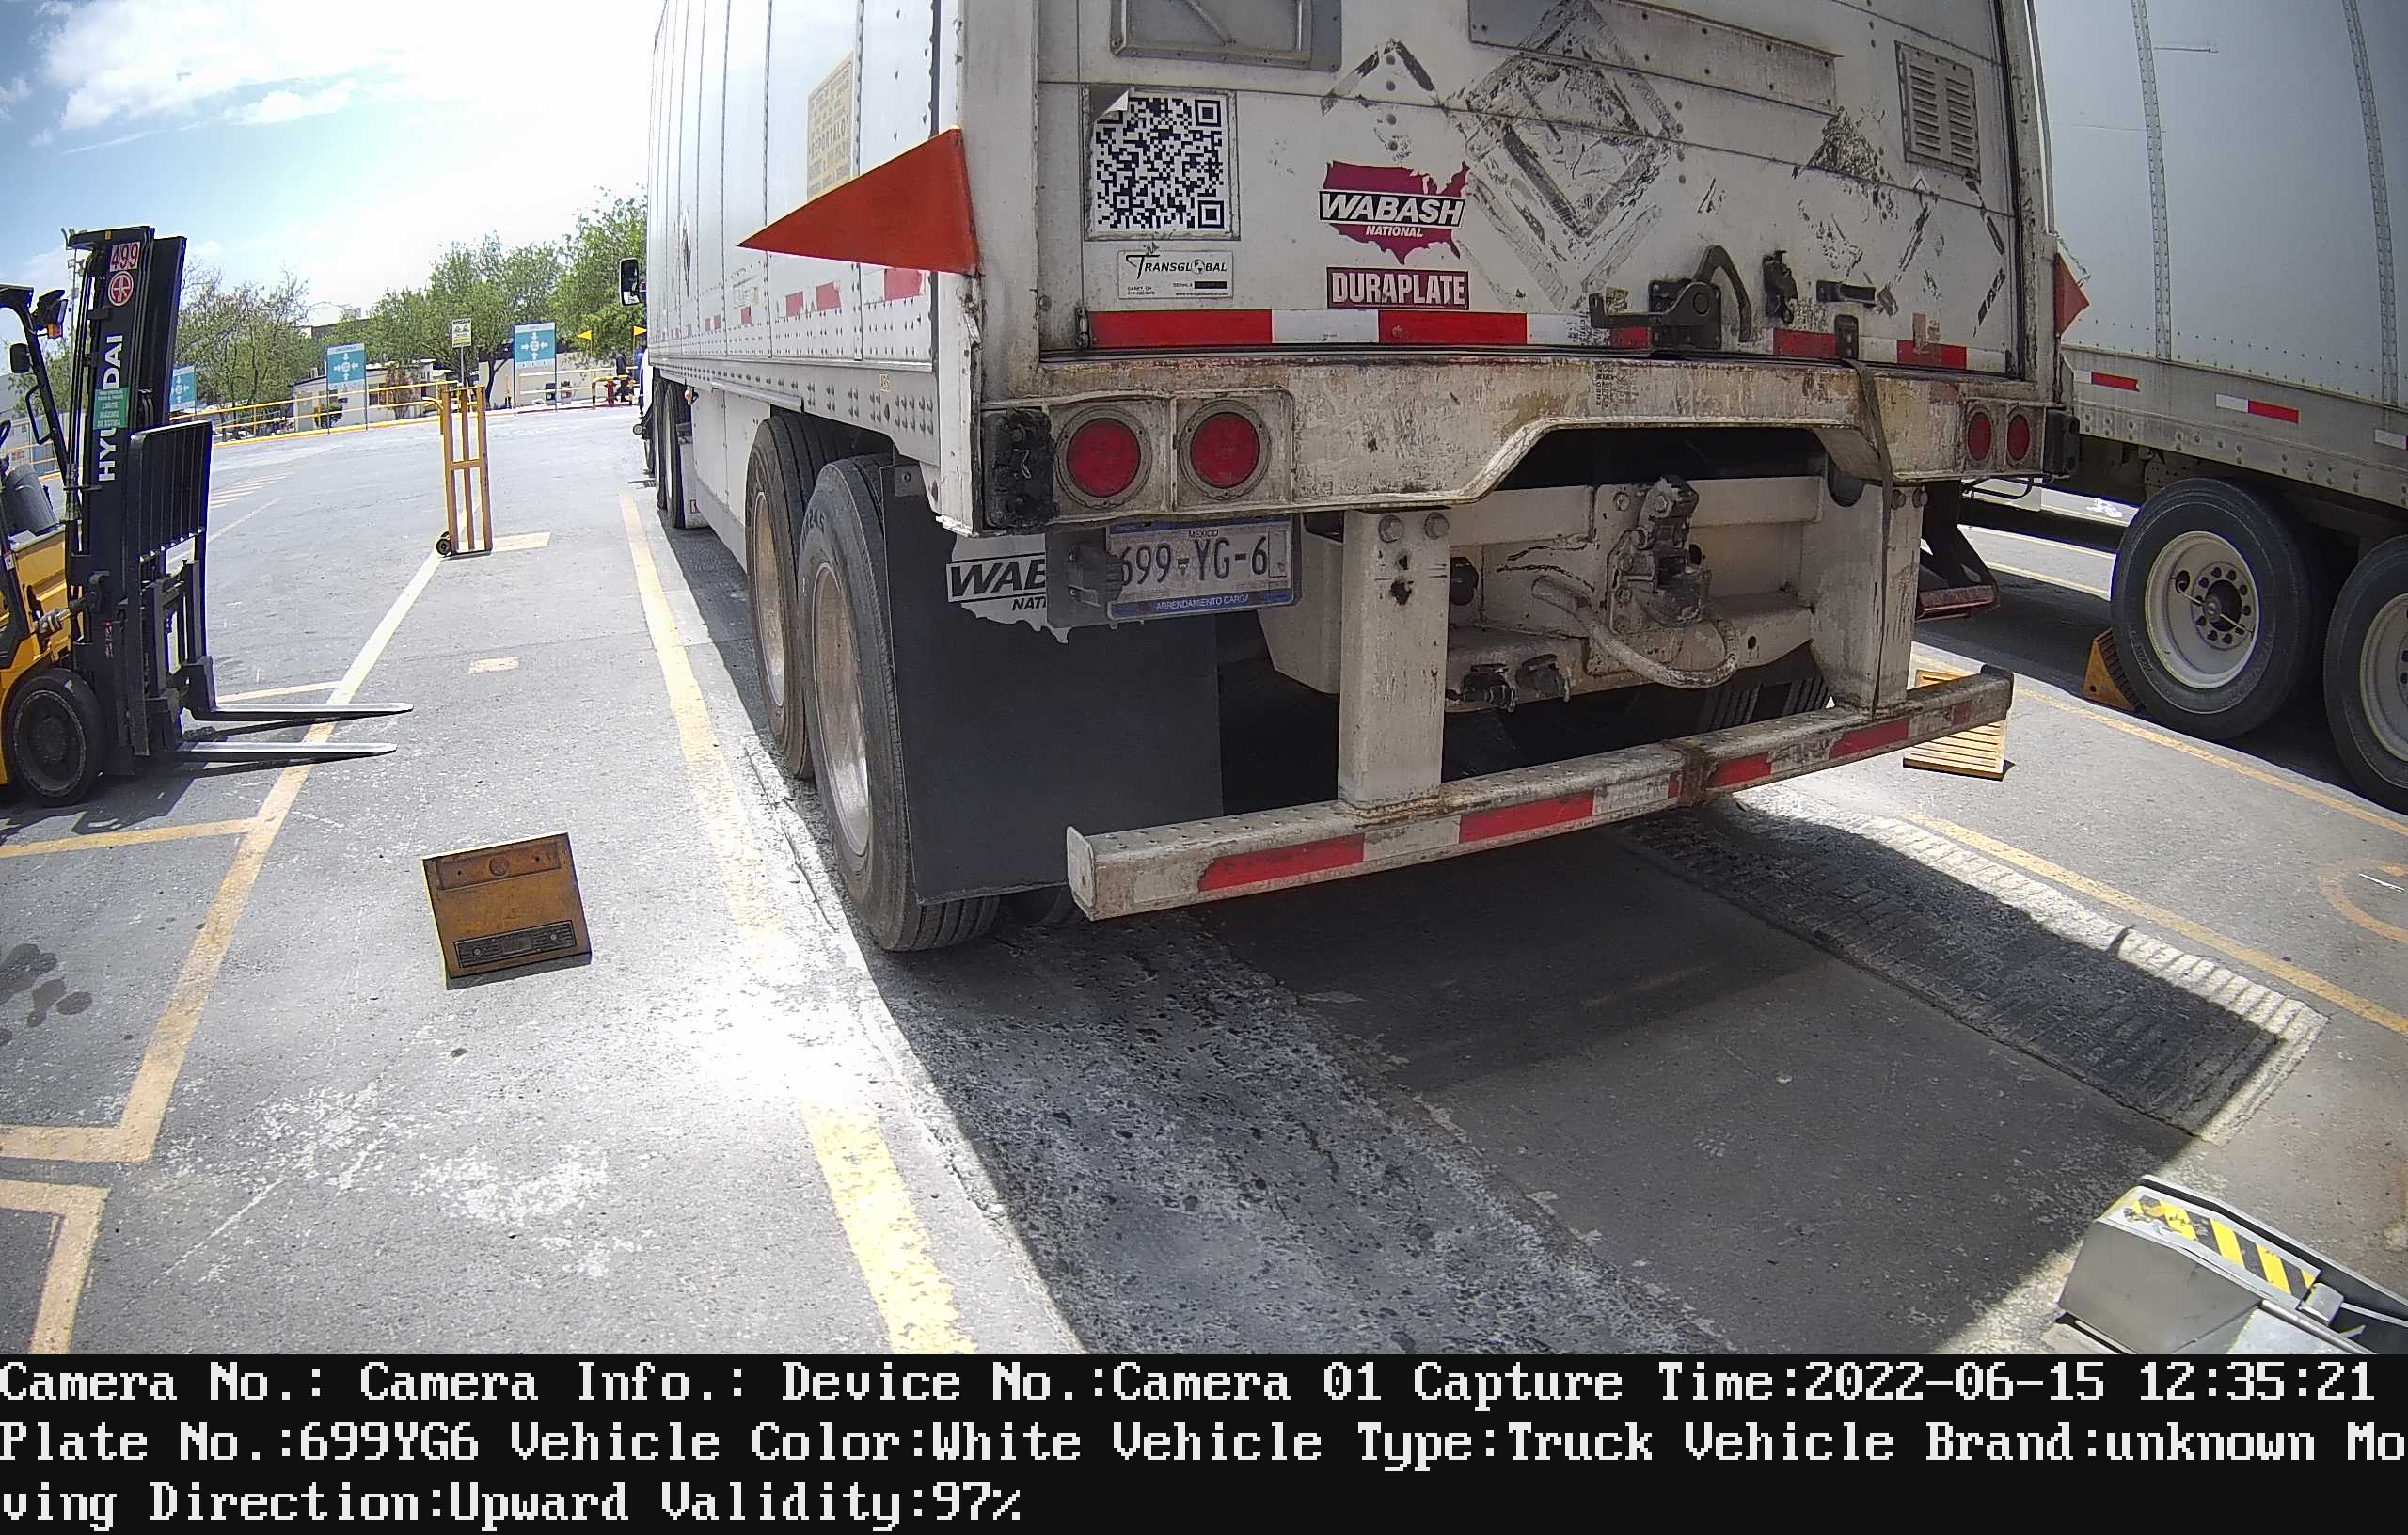 499
HYUNDAI
WABASH
NATIONAL
TRANSGLOBAL
DURAPLATE
WAB
NATI
MEXICO
699-YG-6
ARRENDAMIENTO CARGA
Camera No.: Camera Info.: Device No.:Camera 01 Capture Time:2022-06-15 12:35:21
Plate No.:699YG6 Vehicle Color:White Vehicle Type:Truck Vehicle Brand:unknown Mo
ving Direction:Upward Validity:97%